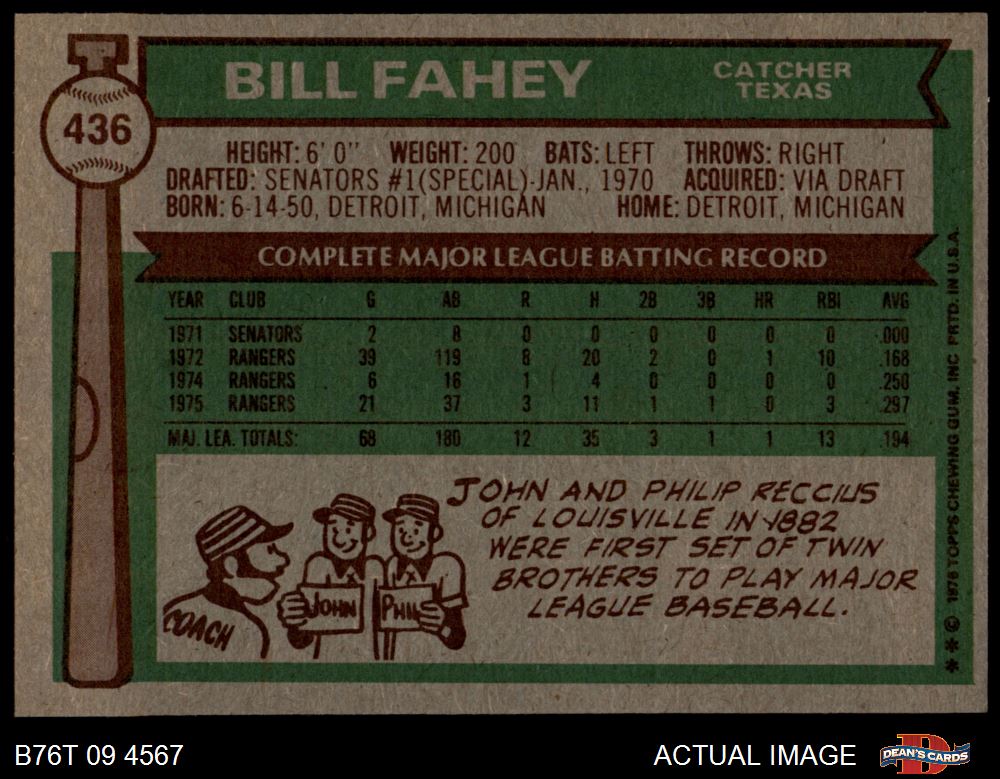 436
BILL FAHEY
CATCHER
TEXAS
HEIGHT: 6' 0" WEIGHT: 200 BATS: LEFT THROWS: RIGHT
DRAFTED: SENATORS #1(SPECIAL)-JAN., 1970 ACQUIRED: VIA DRAFT
BORN: 6-14-50, DETROIT, MICHIGAN HOME: DETROIT, MICHIGAN
COMPLETE MAJOR LEAGUE BATTING RECORD
YEAR CLUB G AB R H 2B 3B HR RBI AVG
1971 SENATORS 2 8 0 0 0 0 0 0 .000
1972 RANGERS 39 119 8 20 2 0 1 10 .168
1974 RANGERS 6 16 1 4 0 0 0 0 .250
1975 RANGERS 21 37 3 11 1 1 0 3 .297
MAJ. LEA. TOTALS: 68 180 12 35 3 1 1 13 .194
JOHN AND PHILIP RECCIUS
OF LOUISVILLE IN 1882
WERE FIRST SET OF TWIN
BROTHERS TO PLAY MAJOR
LEAGUE BASEBALL.
COACH
JOHN
PHIL
** © 1976 TOPPS CHEWING GUM, INC PRTD. IN U.S.A.
B76T 09 4567
ACTUAL IMAGE
DEAN'S CARDS